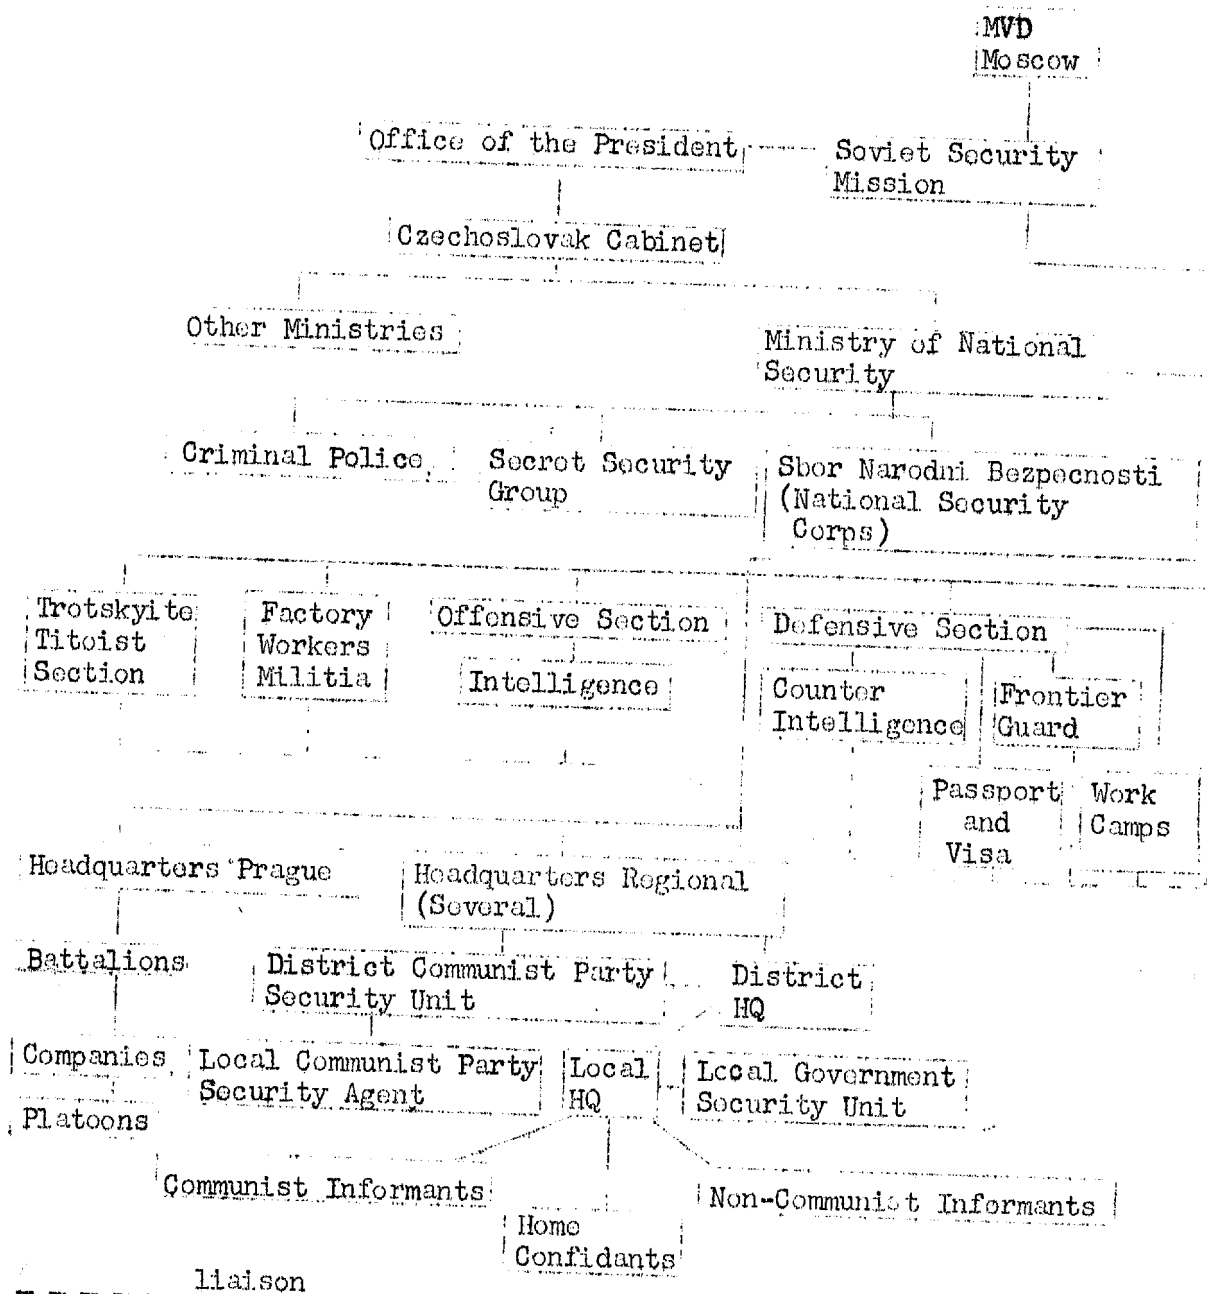 MVD
Moscow
Office of the President
Soviet Security
Mission
Czechoslovak Cabinet
Other Ministries
Ministry of National
Security
Criminal Police
Secret Security
Group
Sbor Narodni Bezpecnosti
(National Security
Corps)
Trotskyite
Titoist
Section
Factory
Workers
Militia
Offensive Section
Intelligence
Defensive Section
Counter
Intelligence
Frontier
Guard
Passport
and
Visa
Work
Camps
Headquarters Prague
Headquarters Regional
(Several)
Battalions
District Communist Party
Security Unit
District
HQ
Companies
Local Communist Party
Security Agent
Local
HQ
Local Government
Security Unit
Platoons
Communist Informants
Home
Confidants
Non-Communist Informants
liaison